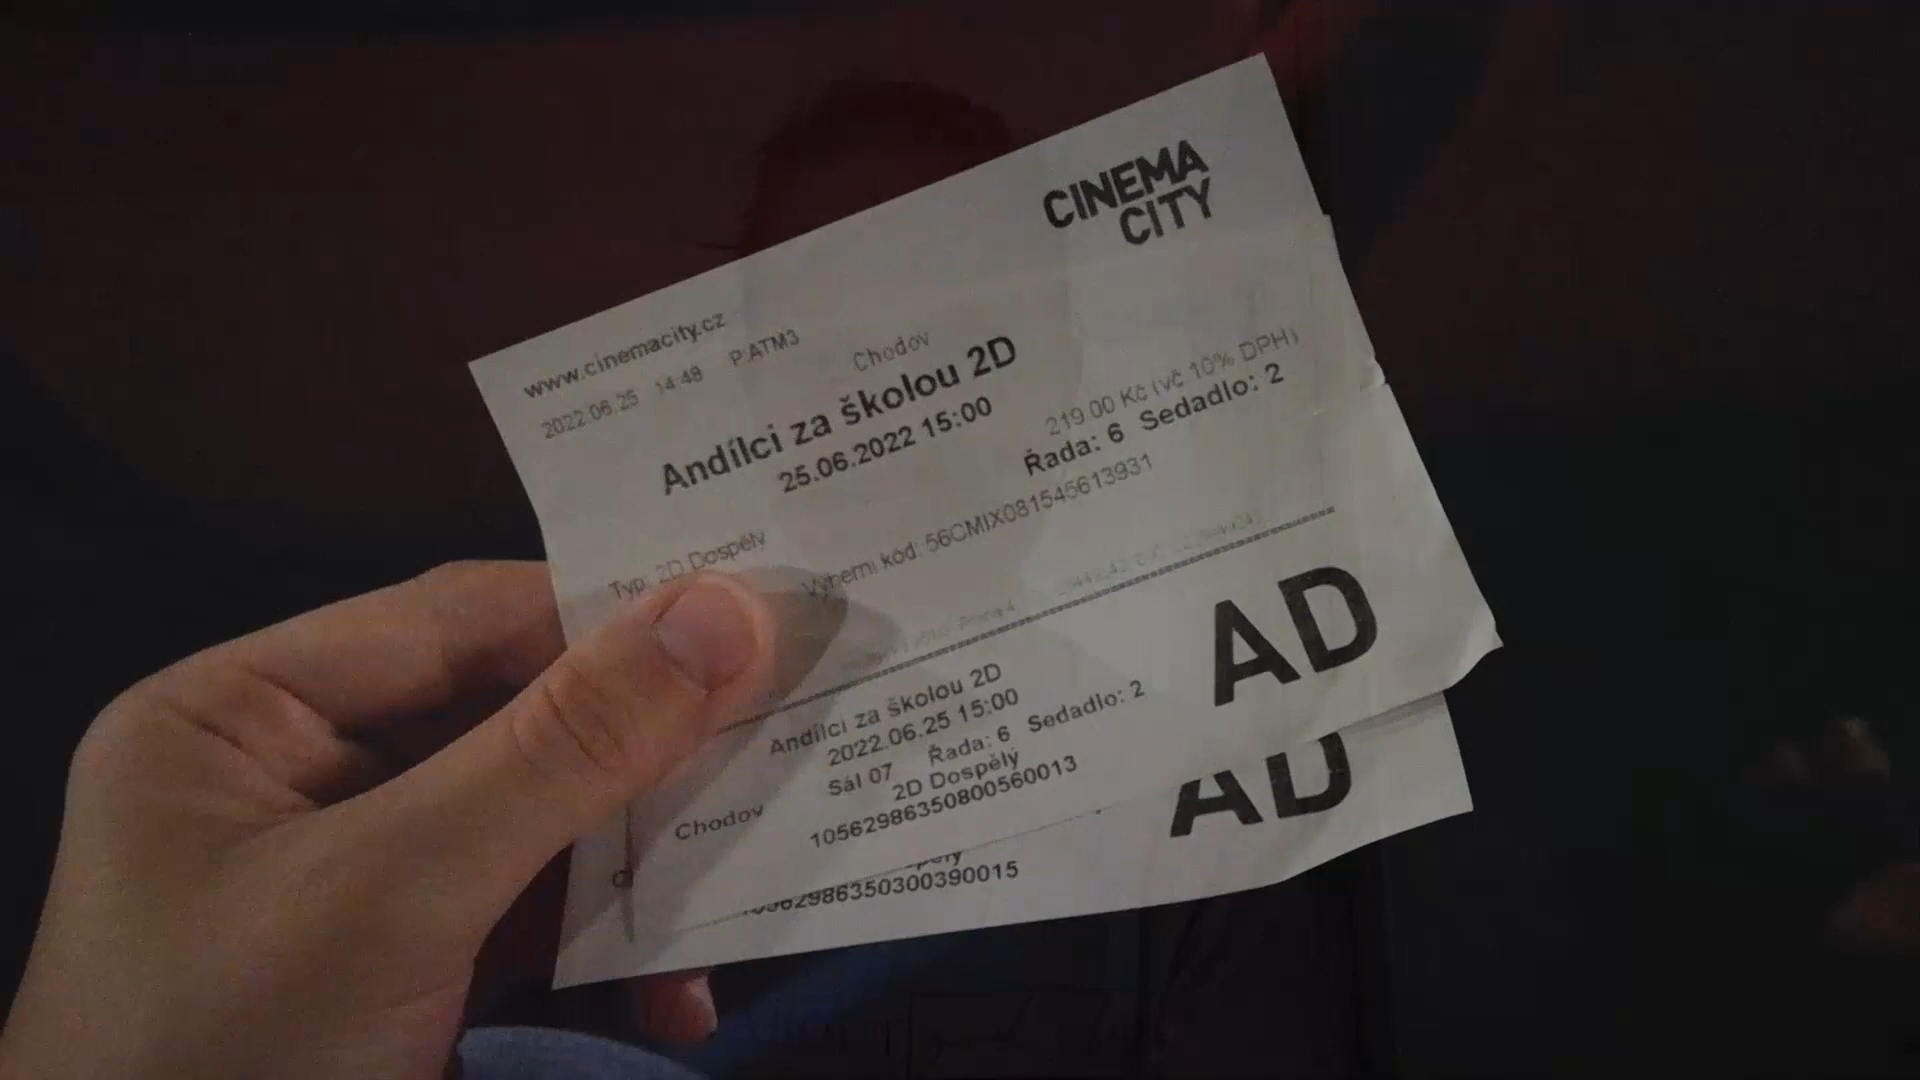 CINEMA
CITY
www.cinemacity.cz
2022.06.25 14:48 P:ATM3
Chodov
Andílci za školou 2D
25.06.2022 15:00
219.00 Kč (vč 10% DPH)
Řada: 6 Sedadlo: 2
Typ: 2D Dospělý
Výherní kód: 56CMIX081545613931
AD
Andílci za školou 2D
2022.06.25 15:00
Sál 07 Řada: 6 Sedadlo: 2
2D Dospělý
Chodov
10562986350800560013
AD